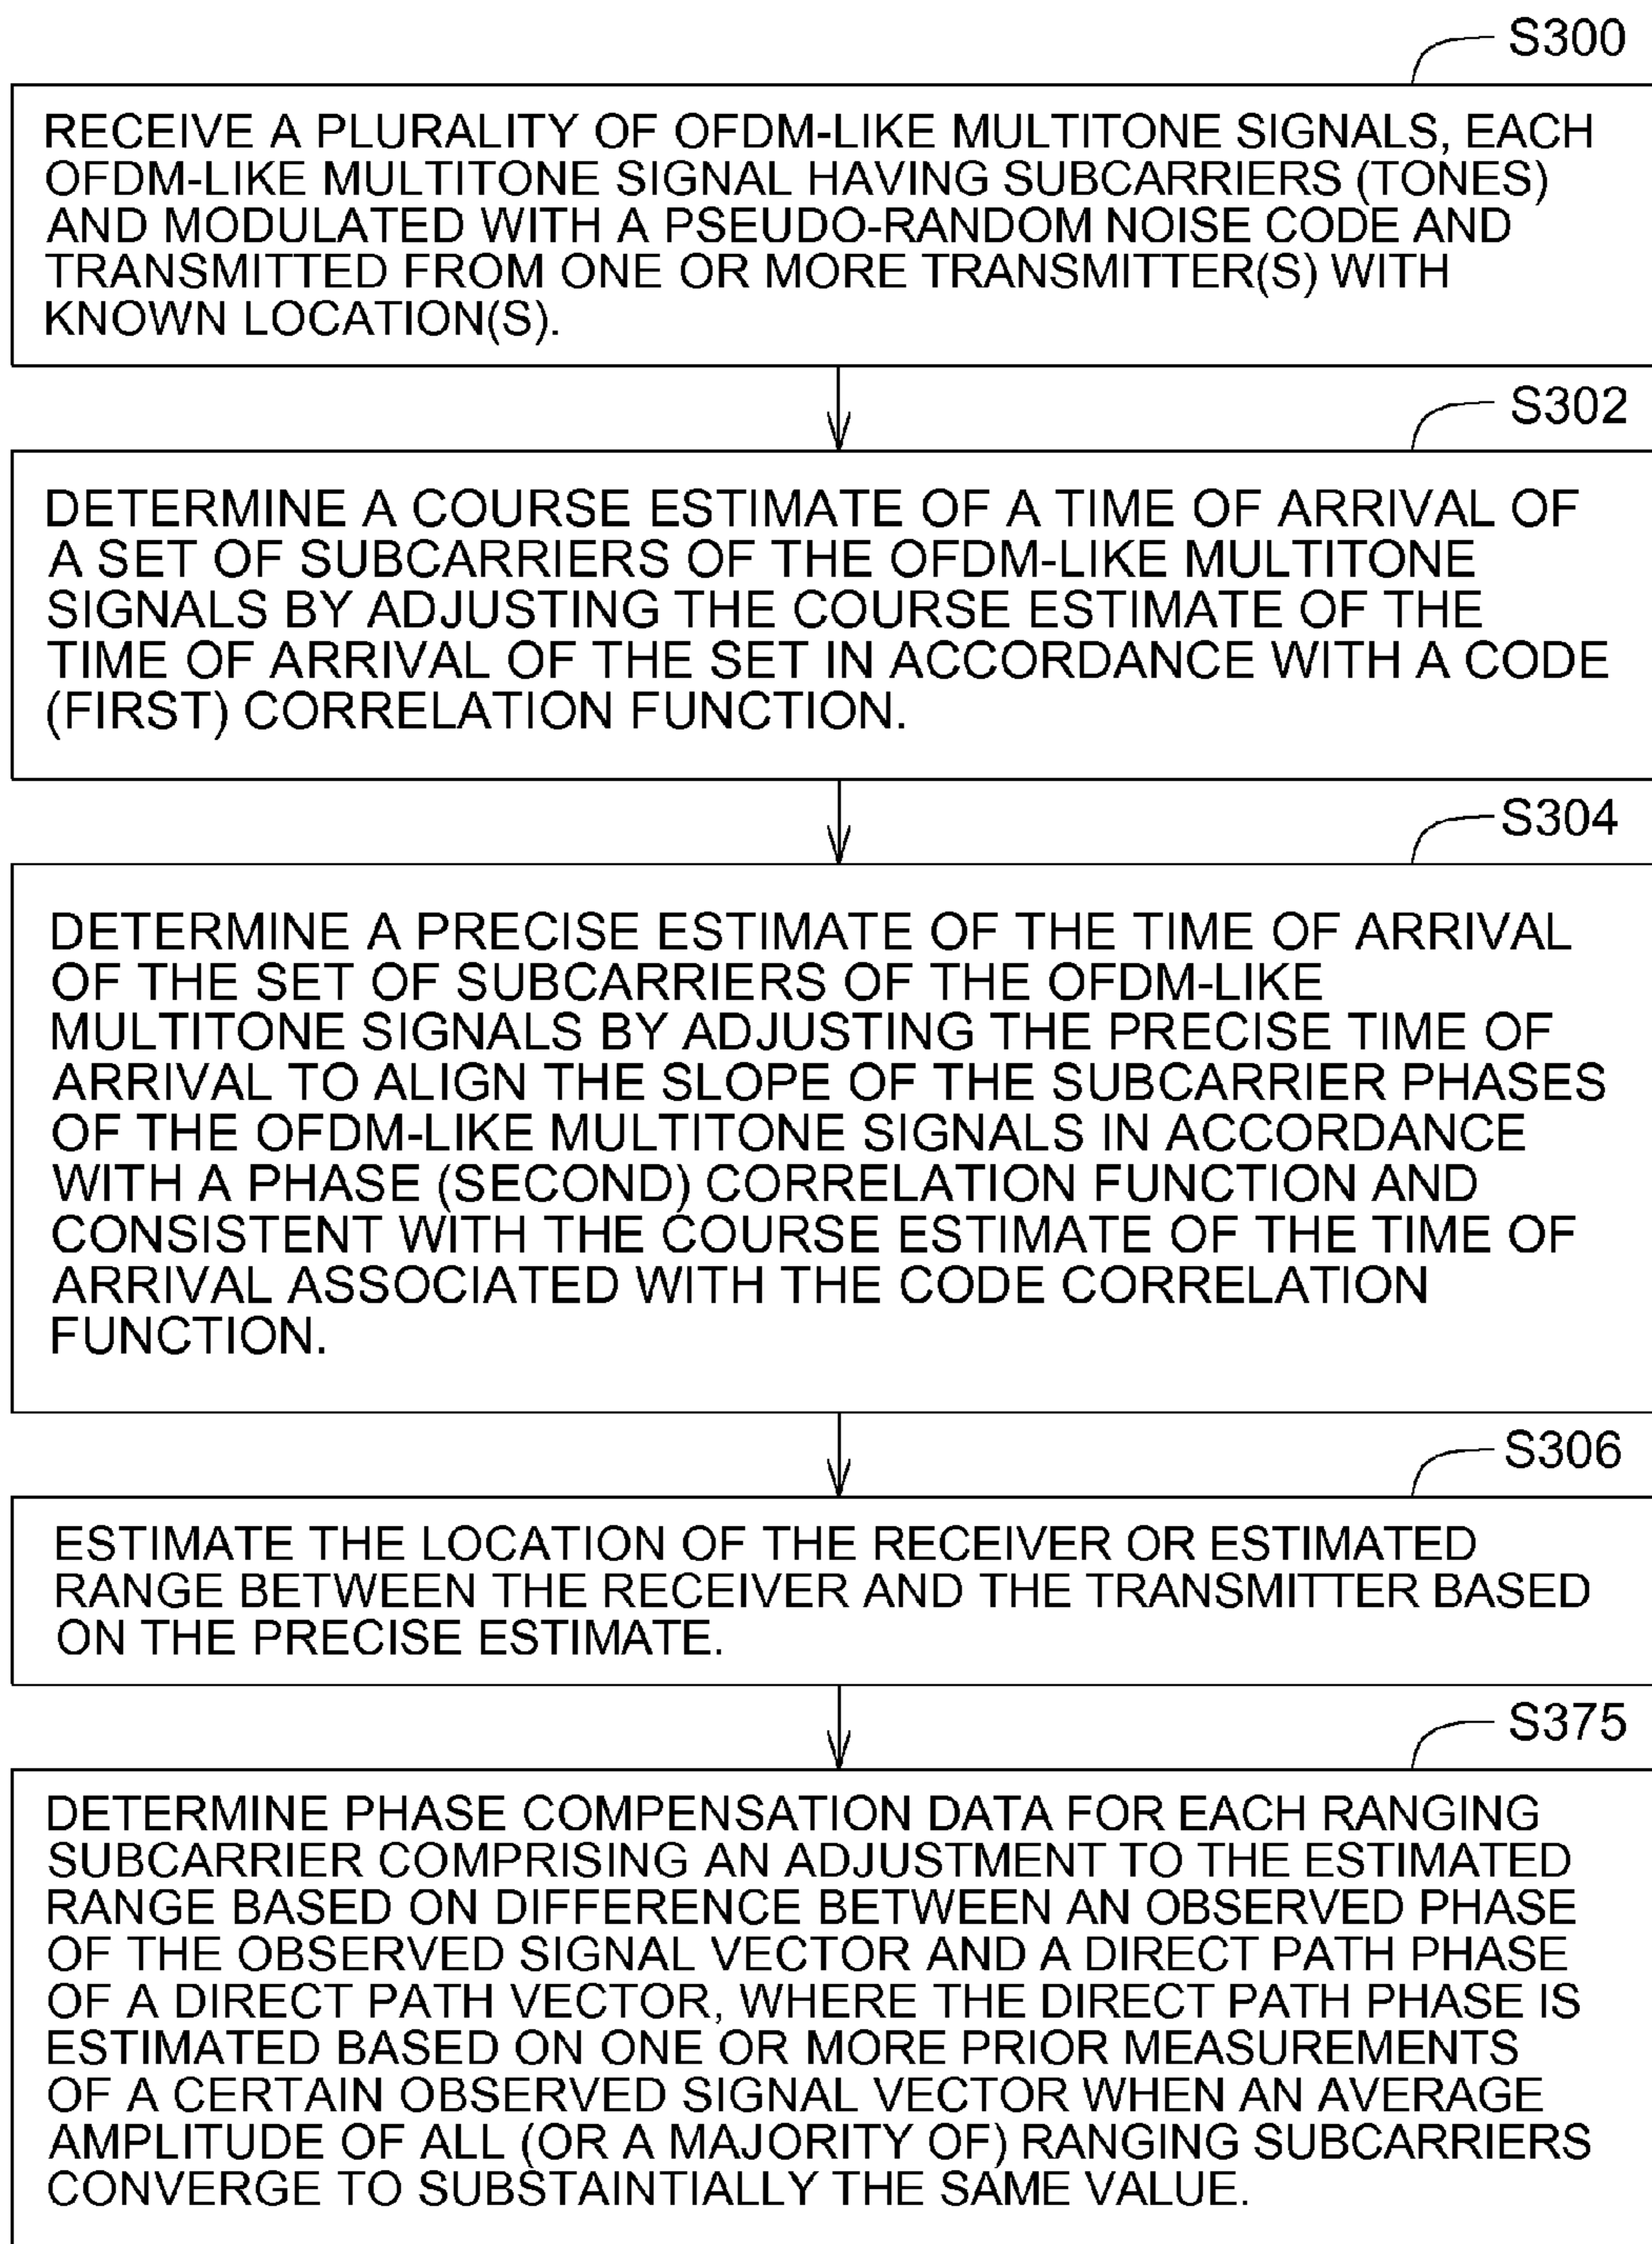 S300
RECEIVE A PLURALITY OF OFDM-LIKE MULTITONE SIGNALS, EACH
OFDM-LIKE MULTITONE SIGNAL HAVING SUBCARRIERS (TONES)
AND MODULATED WITH A PSEUDO-RANDOM NOISE CODE AND
TRANSMITTED FROM ONE OR MORE TRANSMITTER(S) WITH
KNOWN LOCATION(S).
S302
DETERMINE A COURSE ESTIMATE OF A TIME OF ARRIVAL OF
A SET OF SUBCARRIERS OF THE OFDM-LIKE MULTITONE
SIGNALS BY ADJUSTING THE COURSE ESTIMATE OF THE
TIME OF ARRIVAL OF THE SET IN ACCORDANCE WITH A CODE
(FIRST) CORRELATION FUNCTION.
S304
DETERMINE A PRECISE ESTIMATE OF THE TIME OF ARRIVAL
OF THE SET OF SUBCARRIERS OF THE OFDM-LIKE
MULTITONE SIGNALS BY ADJUSTING THE PRECISE TIME OF
ARRIVAL TO ALIGN THE SLOPE OF THE SUBCARRIER PHASES
OF THE OFDM-LIKE MULTITONE SIGNALS IN ACCORDANCE
WITH A PHASE (SECOND) CORRELATION FUNCTION AND
CONSISTENT WITH THE COURSE ESTIMATE OF THE TIME OF
ARRIVAL ASSOCIATED WITH THE CODE CORRELATION
FUNCTION.
S306
ESTIMATE THE LOCATION OF THE RECEIVER OR ESTIMATED
RANGE BETWEEN THE RECEIVER AND THE TRANSMITTER BASED
ON THE PRECISE ESTIMATE.
S375
DETERMINE PHASE COMPENSATION DATA FOR EACH RANGING
SUBCARRIER COMPRISING AN ADJUSTMENT TO THE ESTIMATED
RANGE BASED ON DIFFERENCE BETWEEN AN OBSERVED PHASE
OF THE OBSERVED SIGNAL VECTOR AND A DIRECT PATH PHASE
OF A DIRECT PATH VECTOR, WHERE THE DIRECT PATH PHASE IS
ESTIMATED BASED ON ONE OR MORE PRIOR MEASUREMENTS
OF A CERTAIN OBSERVED SIGNAL VECTOR WHEN AN AVERAGE
AMPLITUDE OF ALL (OR A MAJORITY OF) RANGING SUBCARRIERS
CONVERGE TO SUBSTAINTIALLY THE SAME VALUE.